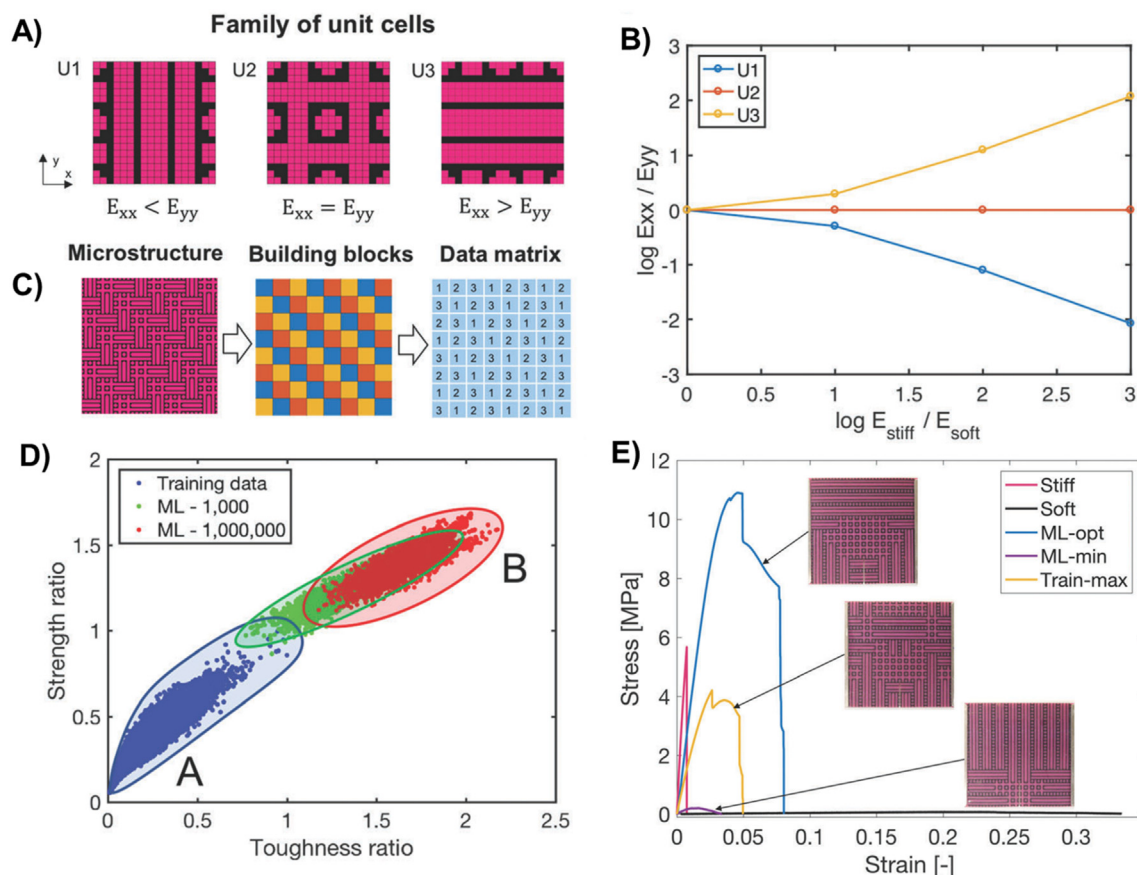 A)
Family of unit cells
U1
U2
U3
y
x
Exx < Eyy
Exx = Eyy
Exx > Eyy
B)
3
2
1
0
-1
-2
-3
U1
U2
U3
log Exx / Eyy
0
0.5
1
1.5
2
2.5
3
log Estiff / Esoft
C)
Microstructure
Building blocks
Data matrix
1 2 3 1 2 3 1 2
3 1 2 3 1 2 3 1
2 3 1 2 3 1 2 3
1 2 3 1 2 3 1 2
3 1 2 3 1 2 3 1
2 3 1 2 3 1 2 3
1 2 3 1 2 3 1 2
3 1 2 3 1 2 3 1
D)
2
1.5
1
0.5
0
Training data
ML - 1,000
ML - 1,000,000
A
B
Strength ratio
0
0.5
1
1.5
2
2.5
Toughness ratio
E)
12
10
8
6
4
2
0
Stiff
Soft
ML-opt
ML-min
Train-max
Stress [MPa]
0
0.05
0.1
0.15
0.2
0.25
0.3
Strain [-]